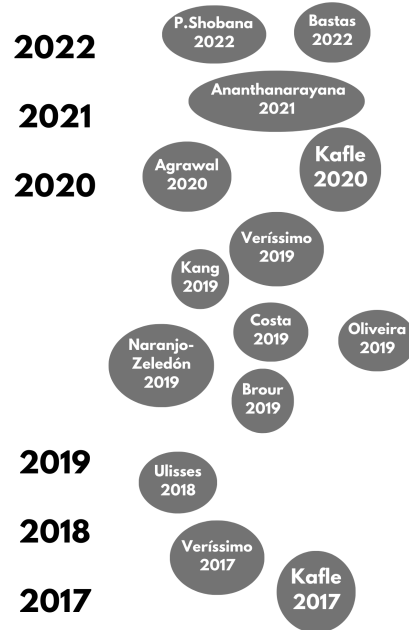 2022
P.Shobana
2022
Bastas
2022
2021
Ananthanarayana
2021
2020
Agrawal
2020
Kafle
2020
Veríssimo
2019
Kang
2019
Costa
2019
Oliveira
2019
Naranjo-
Zeledón
2019
Brour
2019
2019
Ulisses
2018
2018
Veríssimo
2017
Kafle
2017
2017